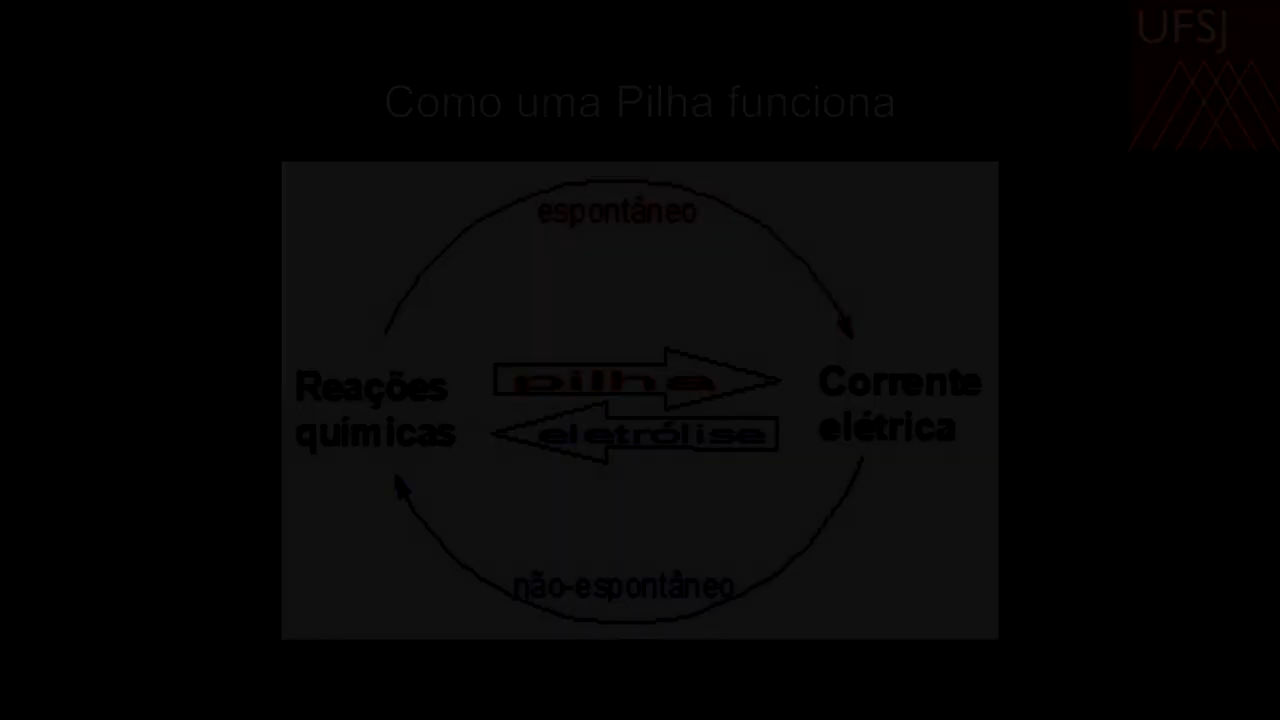 UFSJ
Como uma Pilha funciona
espontâneo
Reações
químicas
pilha
eletrólise
Corrente
elétrica
não-espontâneo